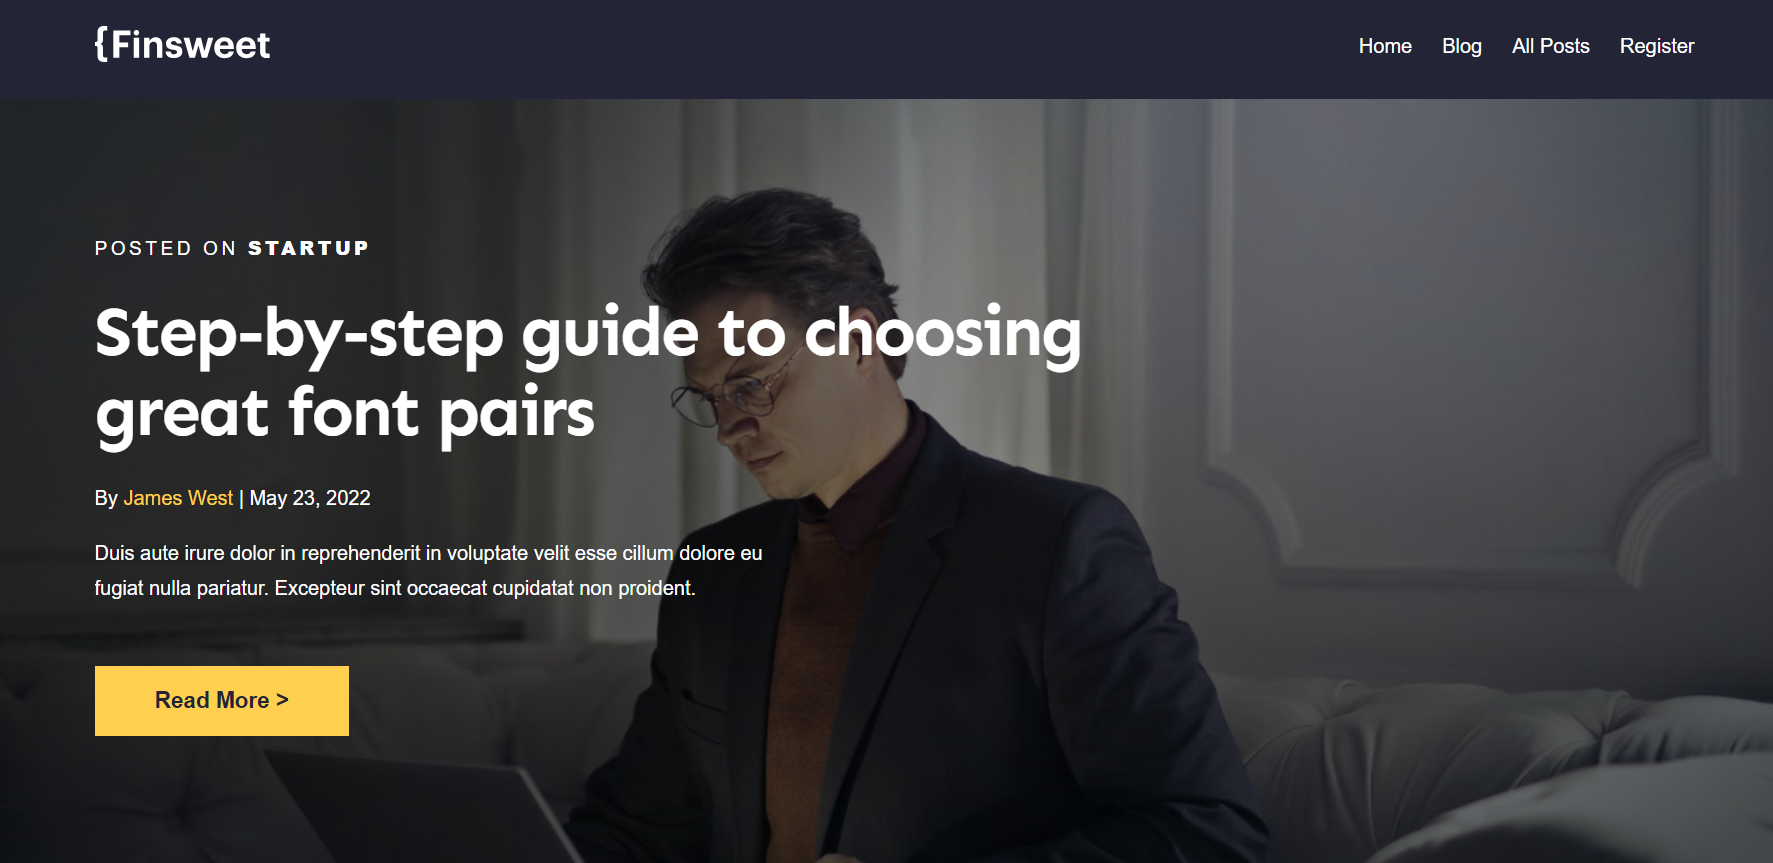 {Finsweet
Home Blog All Posts Register
POSTED ON STARTUP
Step-by-step guide to choosing
great font pairs
By James West | May 23, 2022
Duis aute irure dolor in reprehenderit in voluptate velit esse cillum dolore eu
fugiat nulla pariatur. Excepteur sint occaecat cupidatat non proident.
Read More >